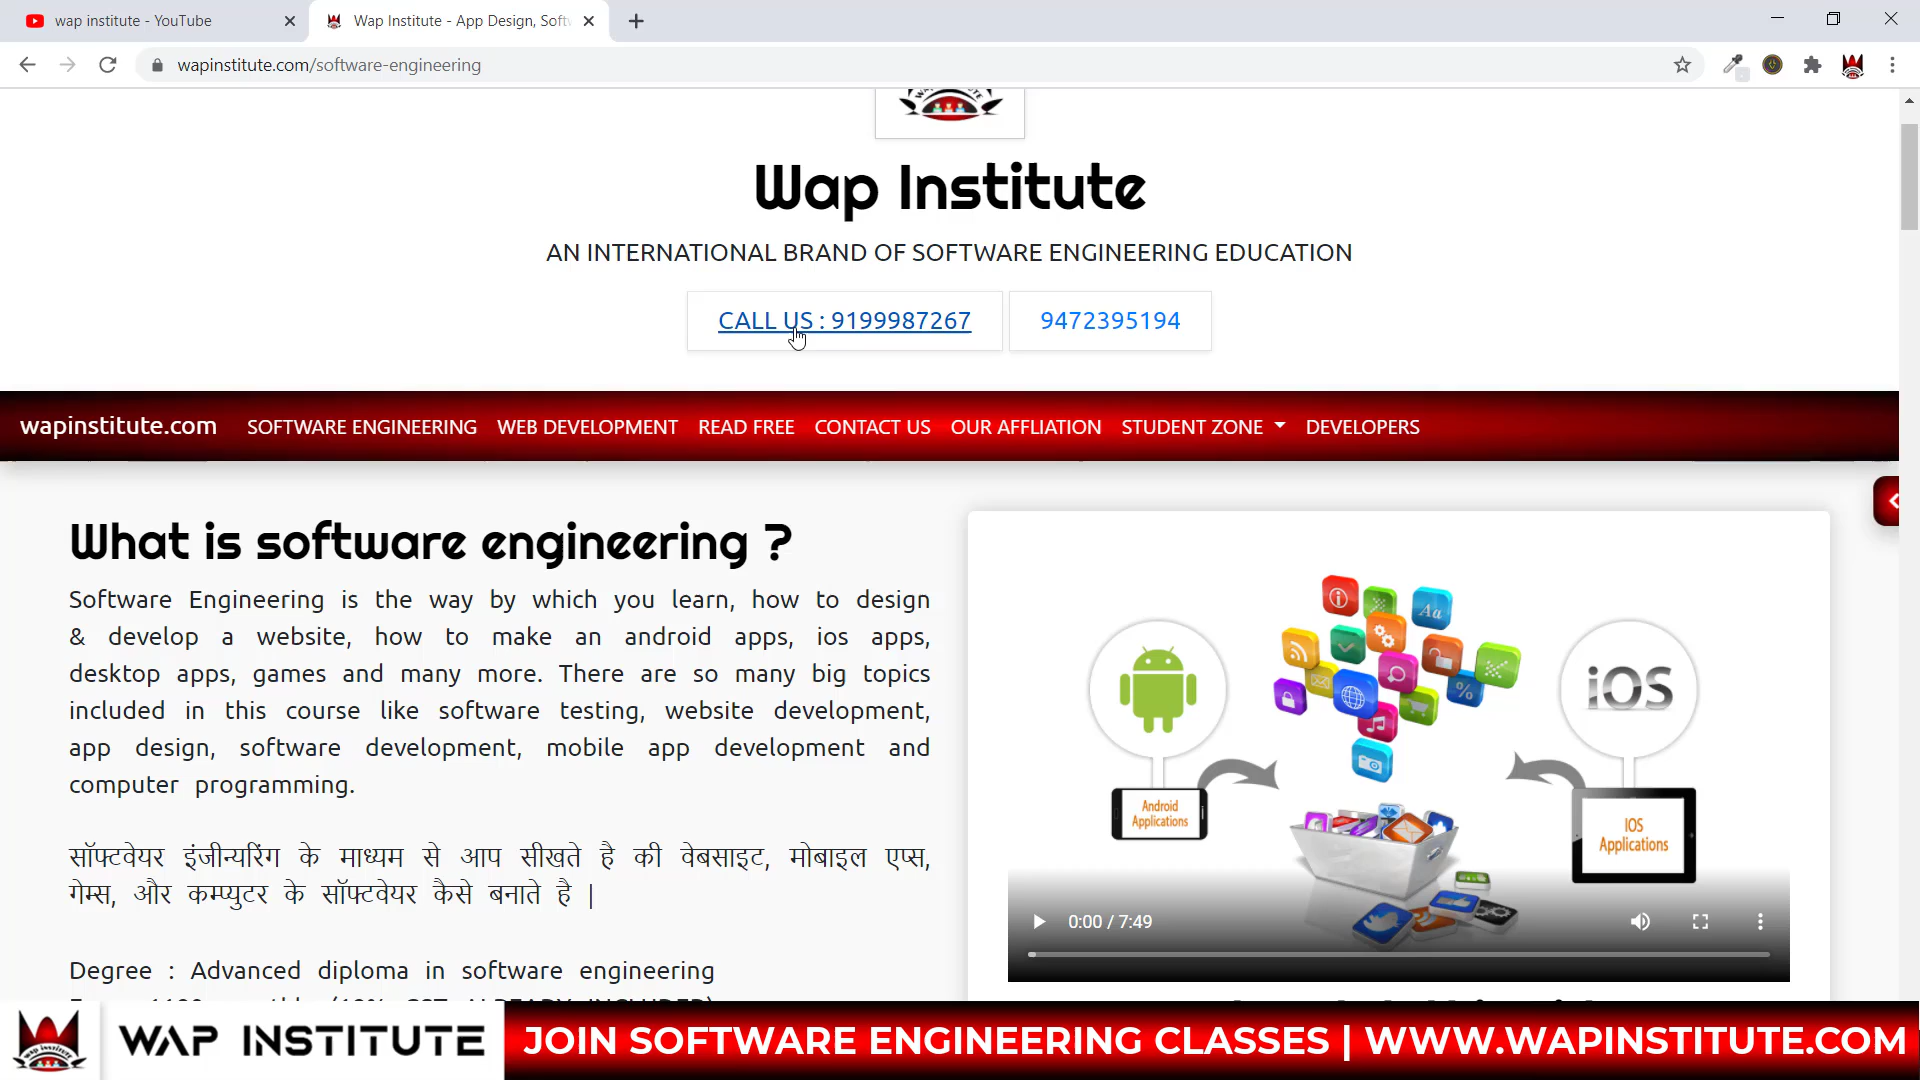 wap institute - YouTube
Wap Institute - App Design, Soft
wapinstitute.com/software-engineering
Wap Institute
AN INTERNATIONAL BRAND OF SOFTWARE ENGINEERING EDUCATION
CALL US : 9199987267
9472395194
wapinstitute.com SOFTWARE ENGINEERING WEB DEVELOPMENT READ FREE CONTACT US OUR AFFLIATION STUDENT ZONE DEVELOPERS
What is software engineering ?
Software Engineering is the way by which you learn, how to design
& develop a website, how to make an android apps, ios apps,
desktop apps, games and many more. There are so many big topics
included in this course like software testing, website development,
app design, software development, mobile app development and
computer programming.
सॉफ्टवेयर इंजीन्यरिंग के माध्यम से आप सीखते है की वेबसाइट, मोबाइल एप्स,
गेम्स, और कम्प्युटर के सॉफ्टवेयर कैसे बनाते है |
Degree : Advanced diploma in software engineering
Aa
%
iOS
Android
Applications
IOS
Applications
0:00 / 7:49
wap institute
WAP INSTITUTE
JOIN SOFTWARE ENGINEERING CLASSES | WWW.WAPINSTITUTE.COM